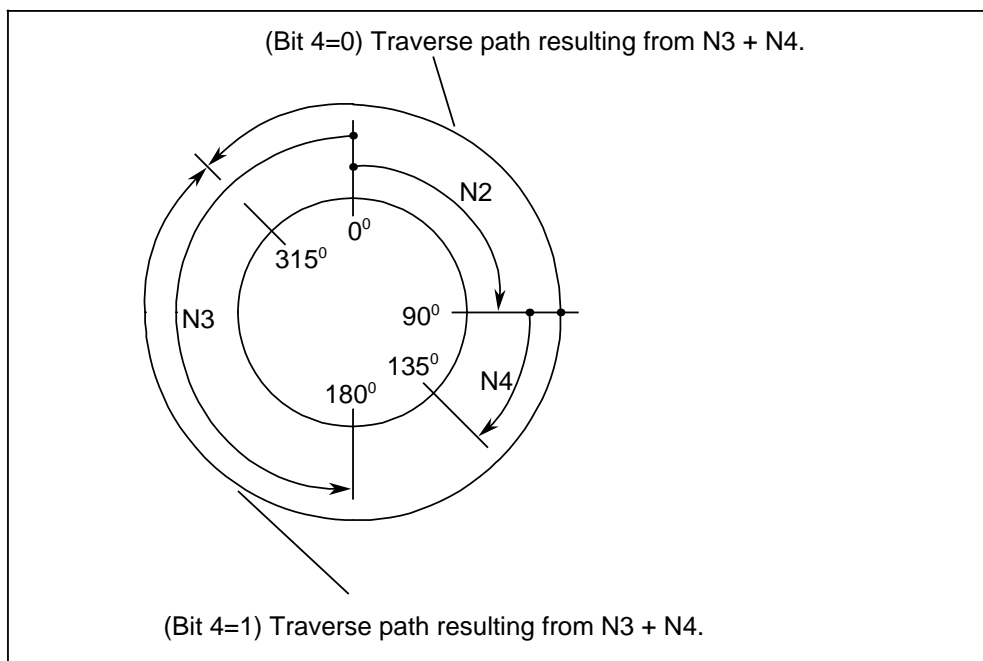 (Bit 4=0) Traverse path resulting from N3 + N4.
N2
0⁰
315⁰
N3
90⁰
135⁰
N4
180⁰
(Bit 4=1) Traverse path resulting from N3 + N4.